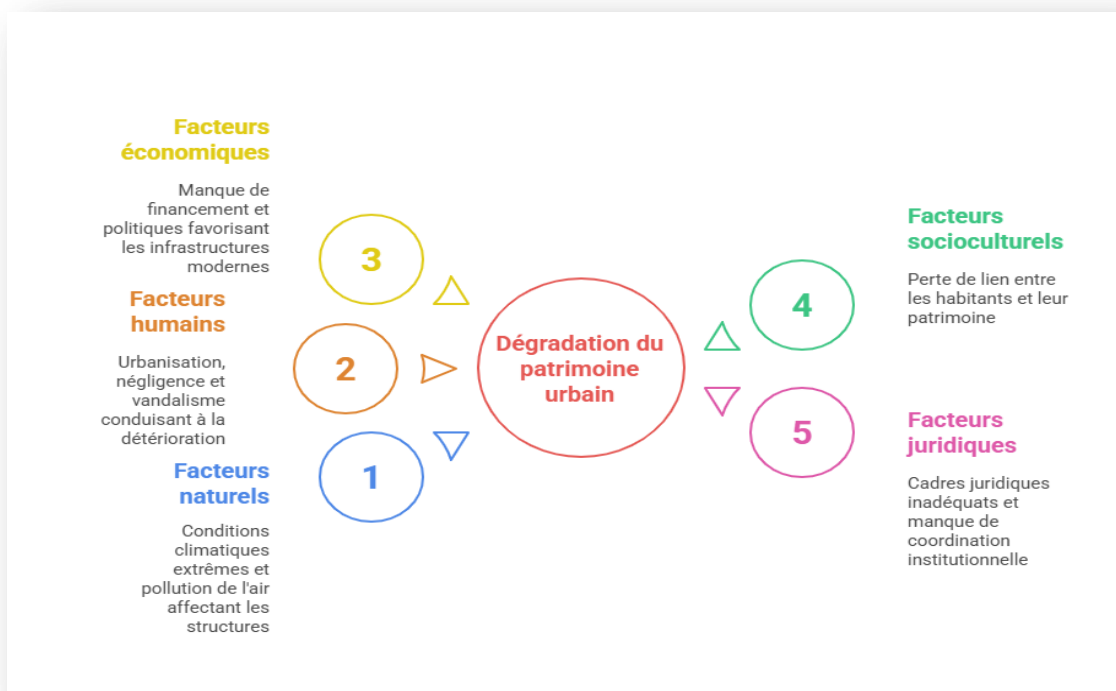 Facteurs
économiques
Manque de
financement et
politiques favorisant
les infrastructures
modernes
3
Facteurs
humains
Urbanisation,
négligence et
vandalisme
conduisant à la
détérioration
2
Facteurs
naturels
Conditions
climatiques
extrêmes et
pollution de l'air
affectant les
structures
1
Dégradation du
patrimoine
urbain
4
Facteurs
socioculturels
Perte de lien entre
les habitants et leur
patrimoine
5
Facteurs
juridiques
Cadres juridiques
inadéquats et
manque de
coordination
institutionnelle